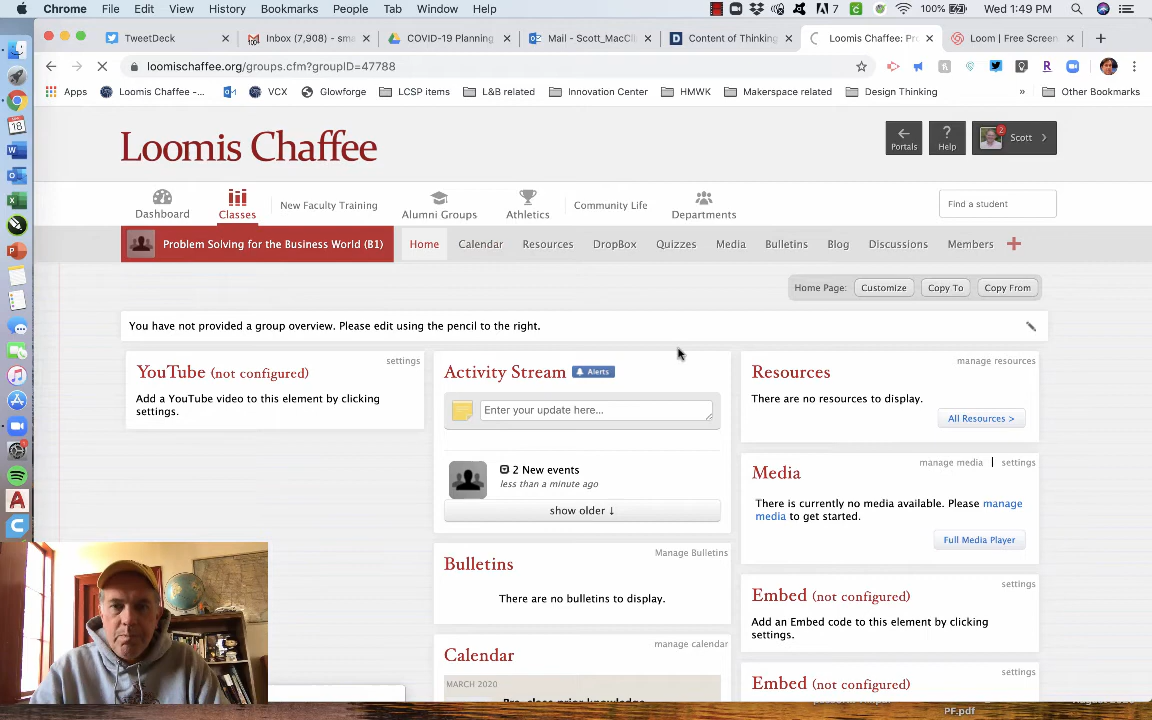 Chrome File Edit View History Bookmarks People Tab Window Help 7 100% Wed 1:49 PM
TweetDeck Inbox (7,908) - sma COVID-19 Planning Mail - Scott_MacCl Content of Thinking Loomis Chaffee: Pro Loom | Free Screen
loomischaffee.org/groups.cfm?groupID=47788
Apps Loomis Chaffee -... VCX Glowforge LCSP items L&B related Innovation Center HMWK Makerspace related Design Thinking » Other Bookmarks
Loomis Chaffee
Portals Help 2 Scott
Dashboard Classes New Faculty Training Alumni Groups Athletics Community Life Departments Find a student
Problem Solving for the Business World (B1) Home Calendar Resources DropBox Quizzes Media Bulletins Blog Discussions Members
Home Page: Customize Copy To Copy From
You have not provided a group overview. Please edit using the pencil to the right.
settings
YouTube (not configured)
Add a YouTube video to this element by clicking
settings.
Activity Stream Alerts
Enter your update here...
2 New events
less than a minute ago
show older ↓
Manage Bulletins
Bulletins
There are no bulletins to display.
manage calendar
Calendar
MARCH 2020
manage resources
Resources
There are no resources to display.
All Resources >
manage media | settings
Media
There is currently no media available. Please manage
media to get started.
Full Media Player
settings
Embed (not configured)
Add an Embed code to this element by clicking
settings.
settings
Embed (not configured)
PF.pdf